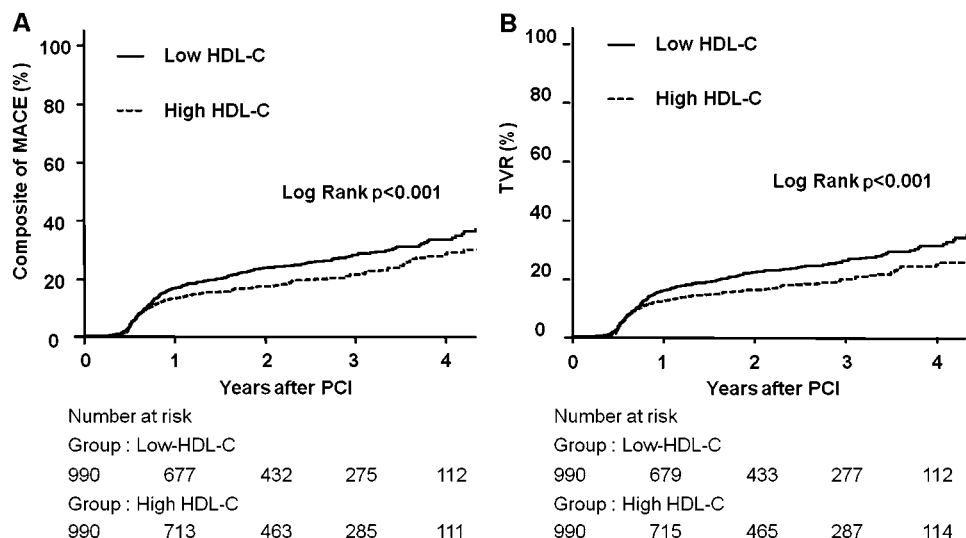 A
Composite of MACE (%)
100
80
60
40
20
0
Low HDL-C
High HDL-C
Log Rank p<0.001
0 1 2 3 4
Years after PCI
Number at risk
Group : Low-HDL-C
990 677 432 275 112
Group : High HDL-C
990 713 463 285 111
B
TVR (%)
100
80
60
40
20
0
Low HDL-C
High HDL-C
Log Rank p<0.001
0 1 2 3 4
Years after PCI
Number at risk
Group : Low-HDL-C
990 679 433 277 112
Group : High HDL-C
990 715 465 287 114